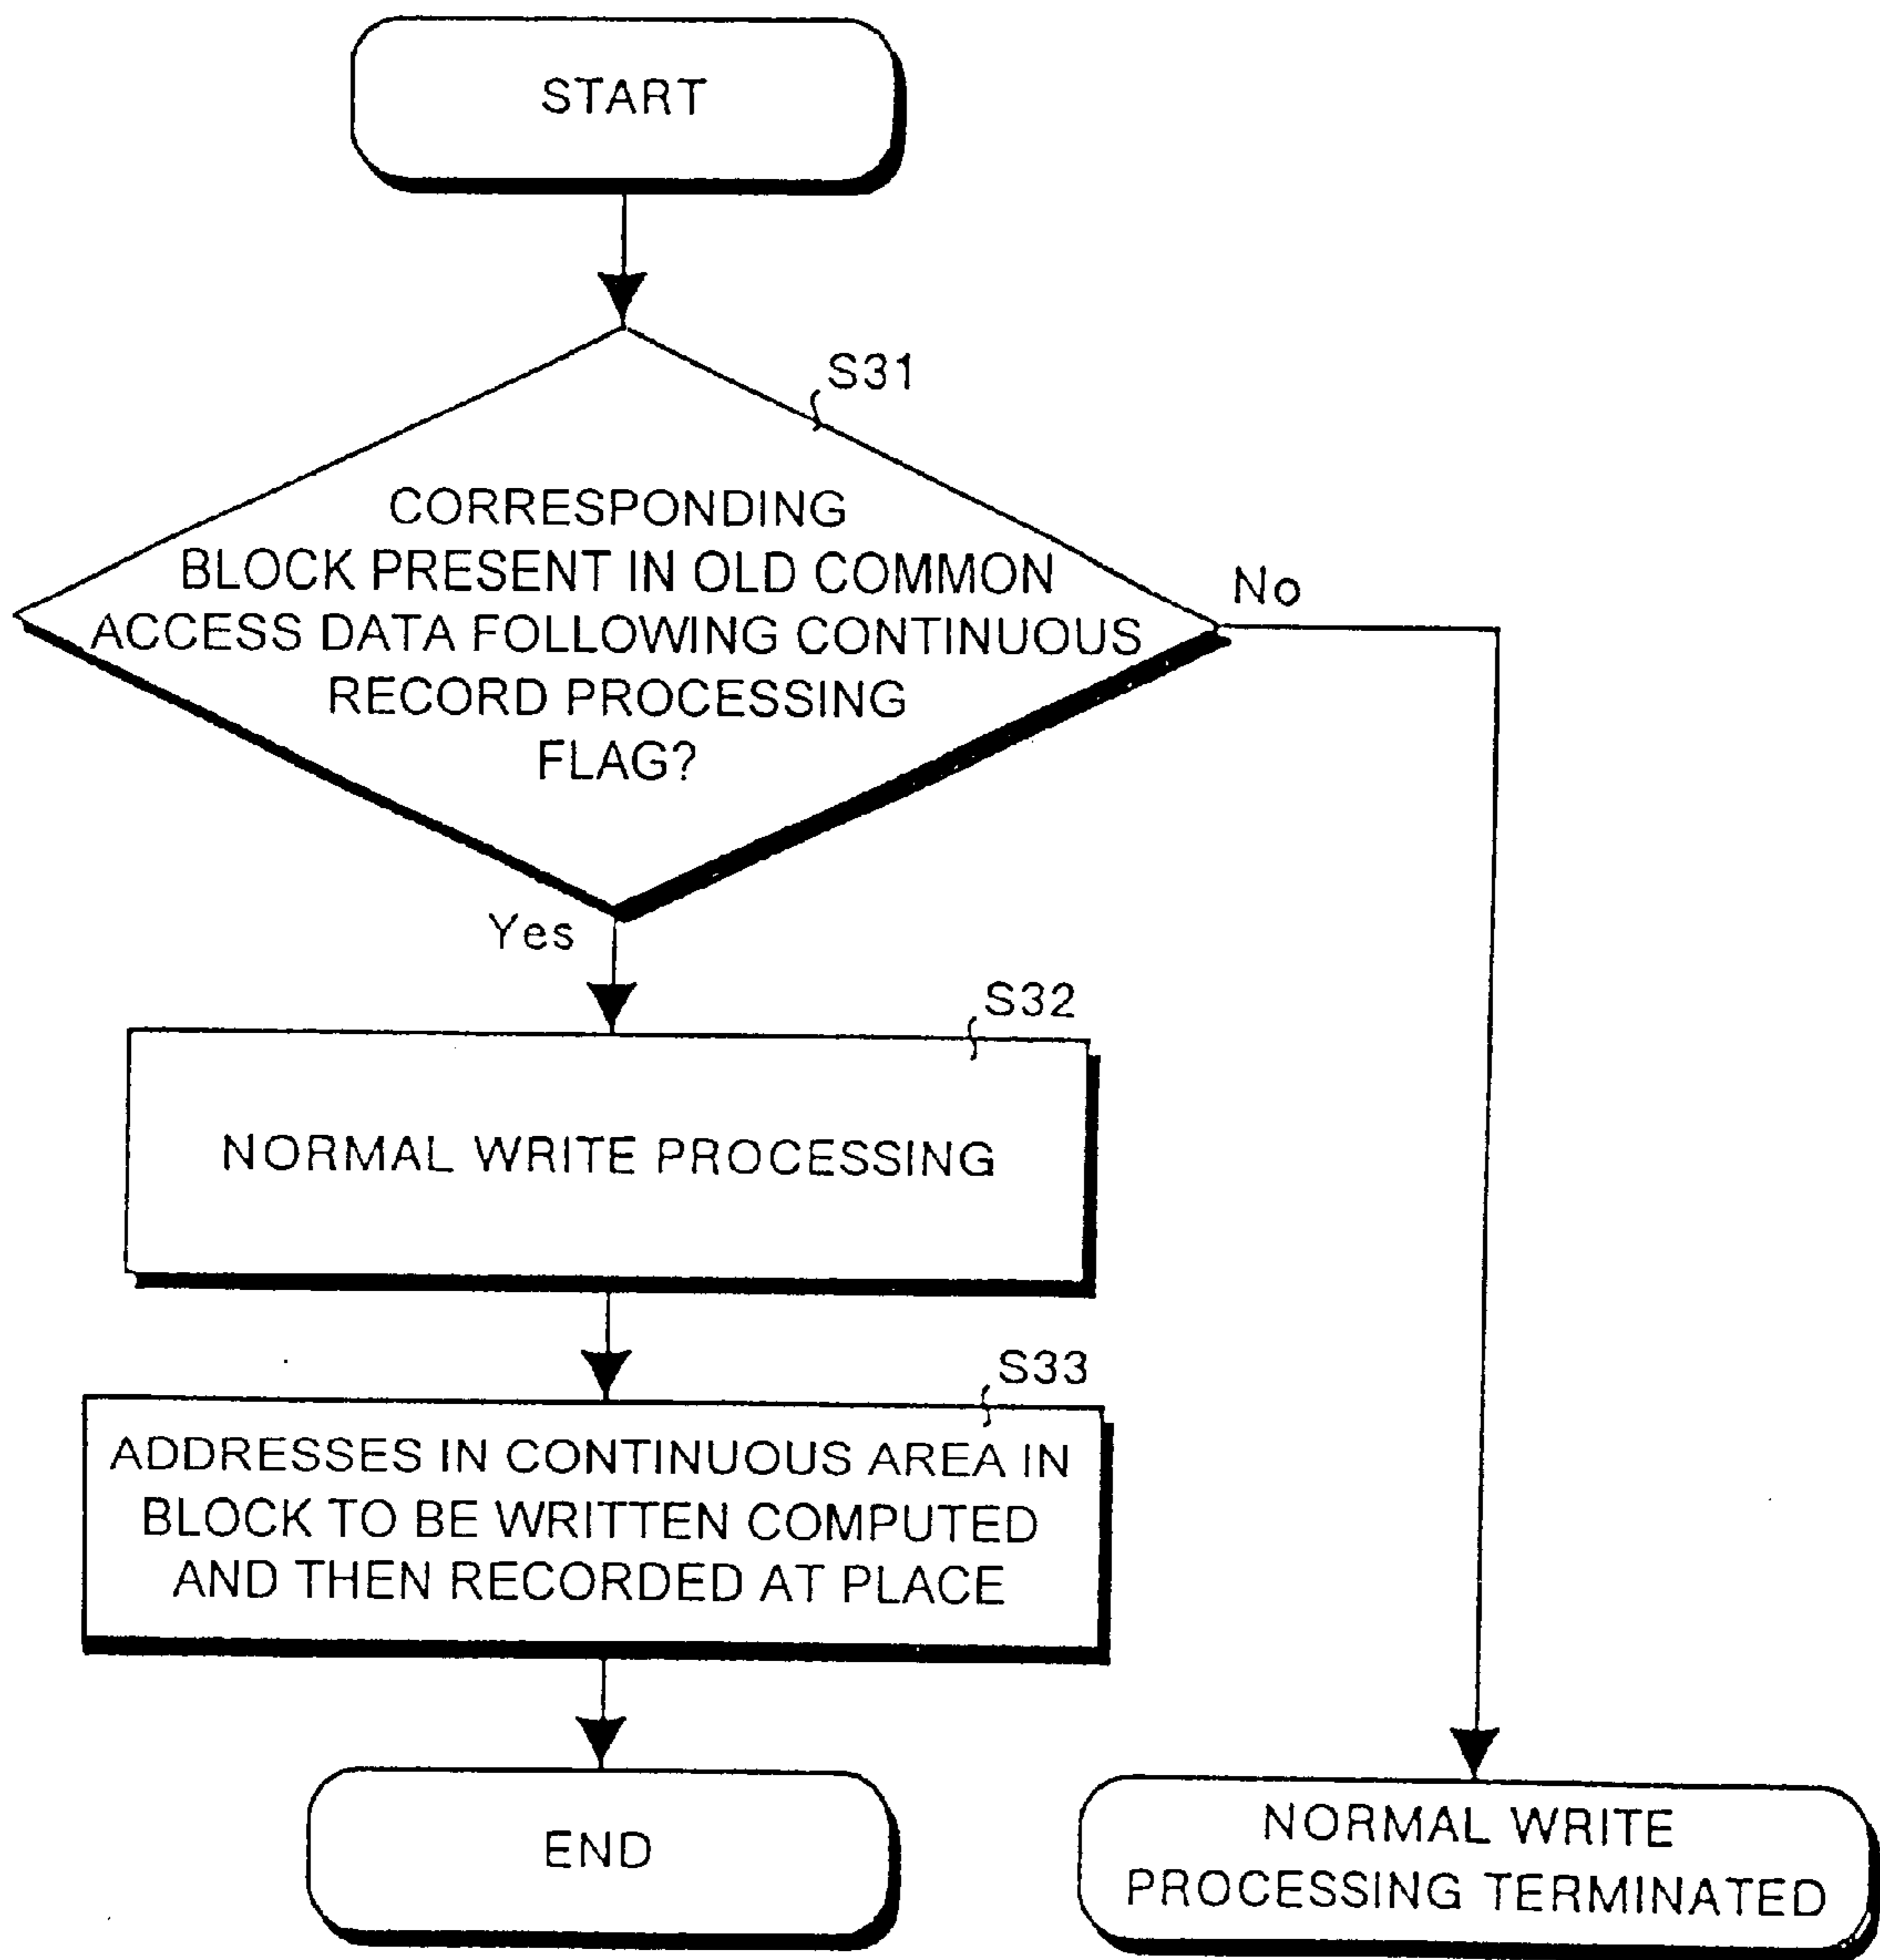 START
S31
CORRESPONDING
BLOCK PRESENT IN OLD COMMON
ACCESS DATA FOLLOWING CONTINUOUS
RECORD PROCESSING
FLAG?
No
Yes
S32
NORMAL WRITE PROCESSING
S33
ADDRESSES IN CONTINUOUS AREA IN
BLOCK TO BE WRITTEN COMPUTED
AND THEN RECORDED AT PLACE
END
NORMAL WRITE
PROCESSING TERMINATED